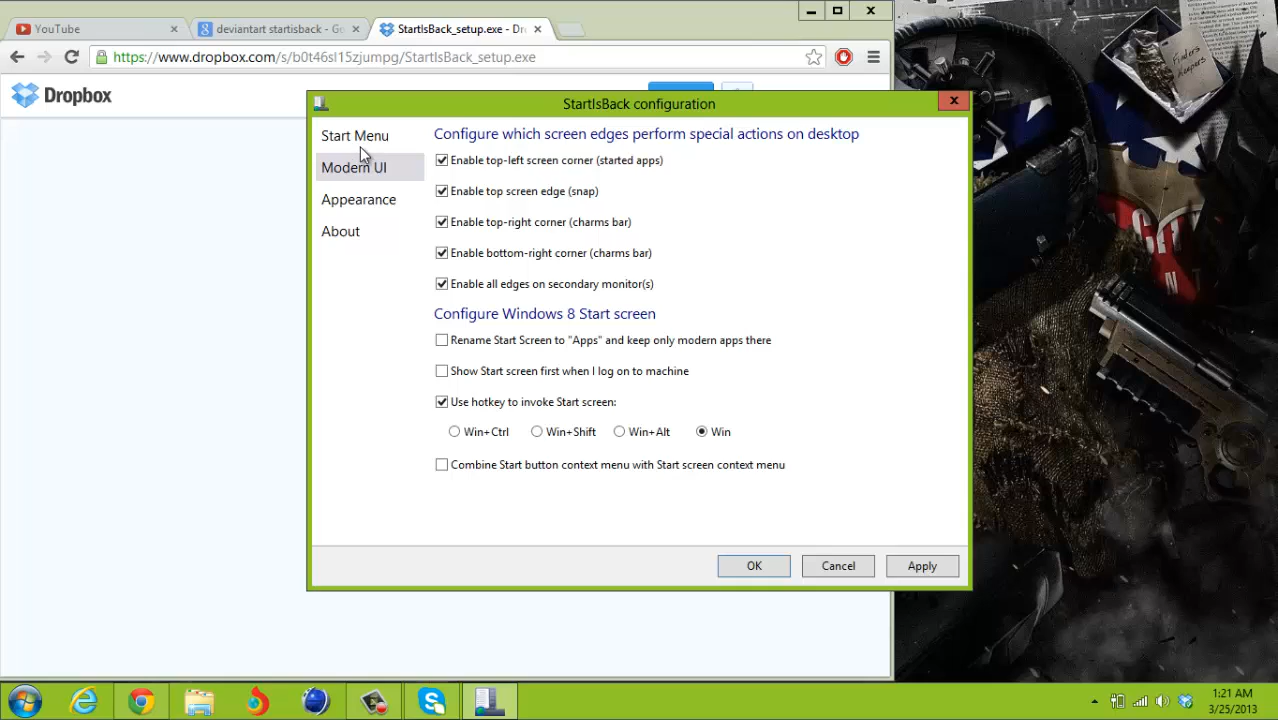 YouTube
deviantart startisback - Go
StartIsBack_setup.exe - Dr
https://www.dropbox.com/s/b0t46sl15zjumpg/StartIsBack_setup.exe
Dropbox
StartIsBack configuration
Start Menu
Modern UI
Appearance
About
Configure which screen edges perform special actions on desktop
Enable top-left screen corner (started apps)
Enable top screen edge (snap)
Enable top-right corner (charms bar)
Enable bottom-right corner (charms bar)
Enable all edges on secondary monitor(s)
Configure Windows 8 Start screen
Rename Start Screen to "Apps" and keep only modern apps there
Show Start screen first when I log on to machine
Use hotkey to invoke Start screen:
Win+Ctrl Win+Shift Win+Alt Win
Combine Start button context menu with Start screen context menu
OK Cancel Apply
Finders
Keepers
1:21 AM
3/25/2013